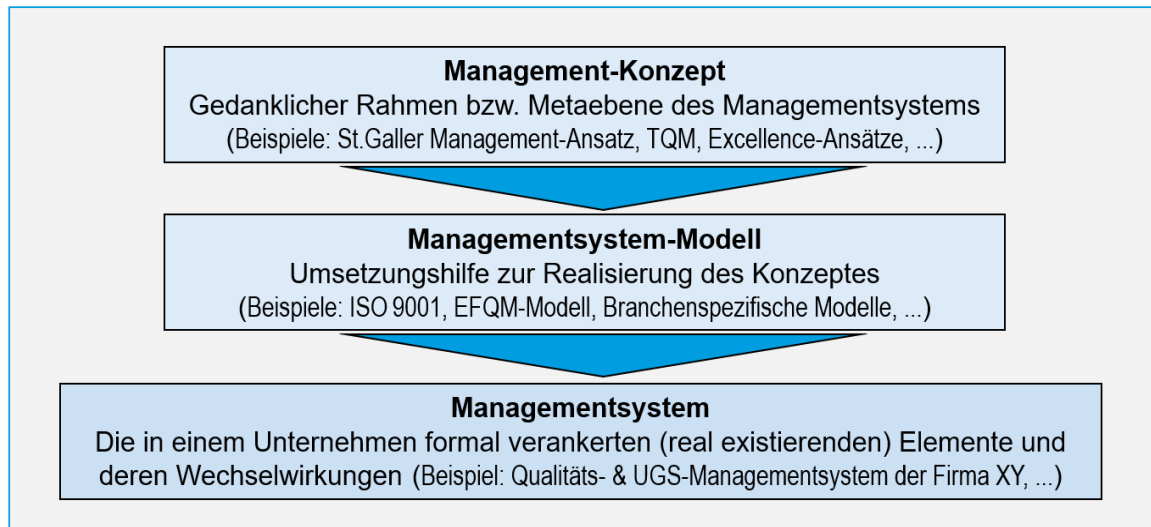 Management-Konzept
Gedanklicher Rahmen bzw. Metaebene des Managementsystems
(Beispiele: St.Galler Management-Ansatz, TQM, Excellence-Ansätze, ...)
Managementsystem-Modell
Umsetzungshilfe zur Realisierung des Konzeptes
(Beispiele: ISO 9001, EFQM-Modell, Branchenspezifische Modelle, ...)
Managementsystem
Die in einem Unternehmen formal verankerten (real existierenden) Elemente und
deren Wechselwirkungen (Beispiel: Qualitäts- & UGS-Managementsystem der Firma XY, ...)